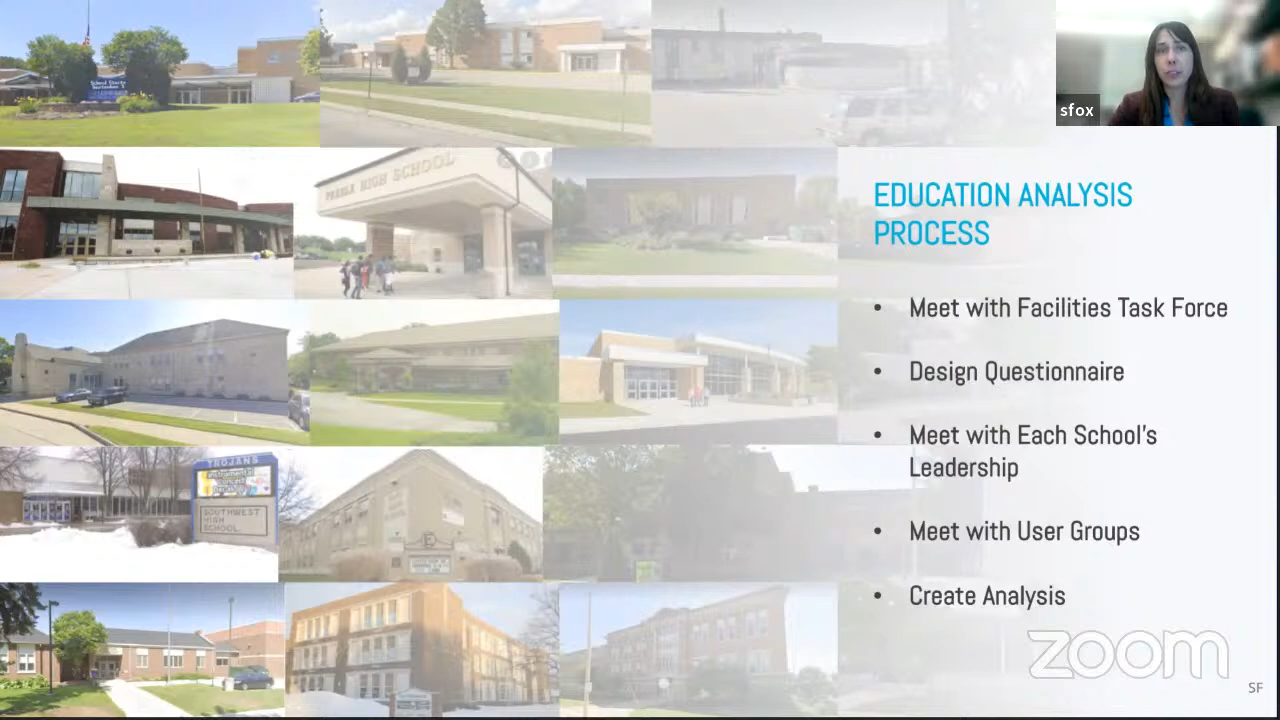 sfox
PREBLE HIGH SCHOOL
EDUCATION ANALYSIS
PROCESS
• Meet with Facilities Task Force
• Design Questionnaire
• Meet with Each School's
Leadership
• Meet with User Groups
• Create Analysis
TROJANS
SOUTHWEST
HIGH
SCHOOL
zoom
SF